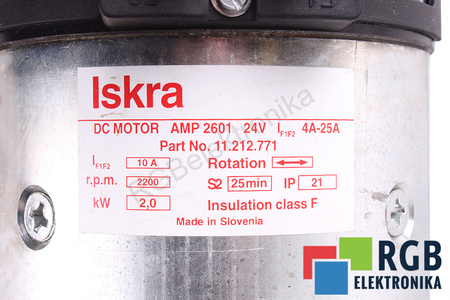 Iskra
DC MOTOR AMP 2601 24V IF1F2 4A-25A
Part No. 11.212.771
IF1F2 10 A Rotation ↔
r.p.m. 2200 S2 25min IP 21
kW 2,0 Insulation class F
Made in Slovenia
RGBelektronika
RGB
ELEKTRONIKA